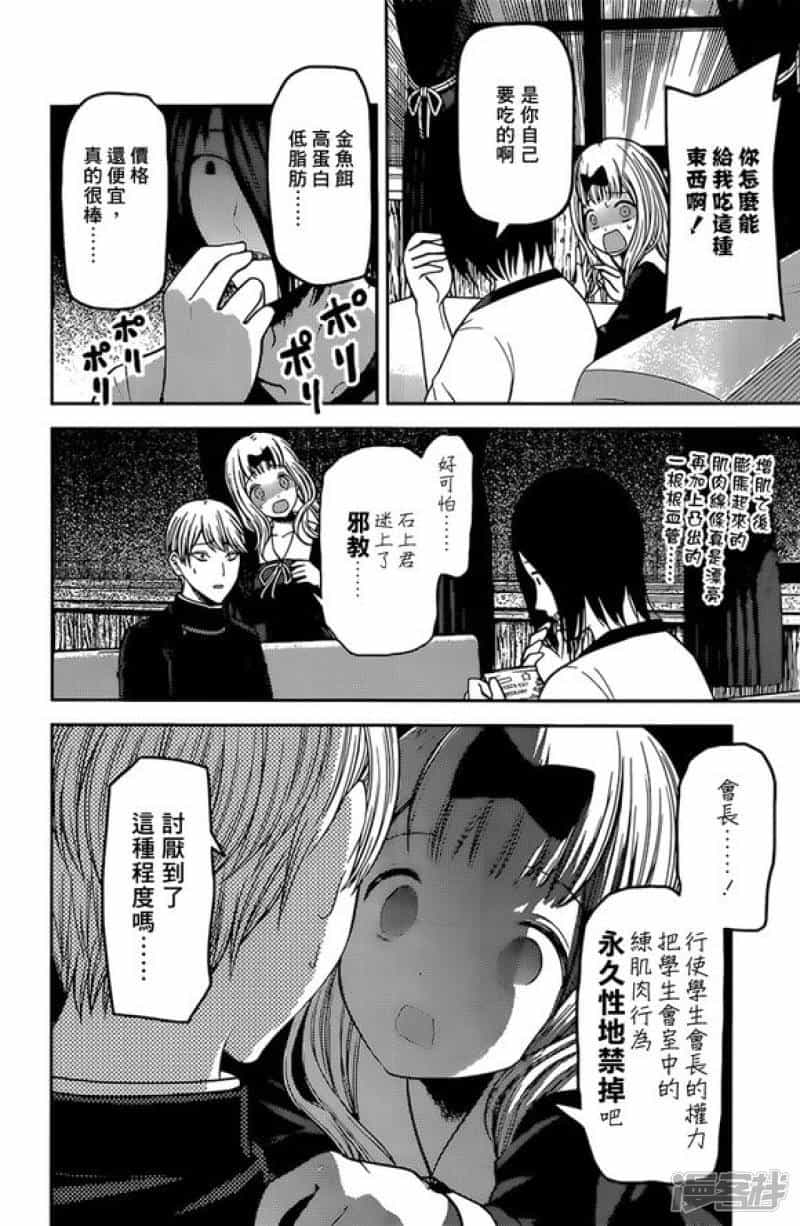 你怎麼能
給我吃這種
東西啊！
是你自己
要吃的啊
金魚餌
高蛋白
低脂肪……
價格
還便宜，
真的很棒
……
ポリ
ポリ
ポリ
ポリ
增肌之後
膨脹起來的
肌肉線條真是漂亮
再加上凸出的
一根根血管……
好可怕…
石上君
迷上了
邪教……
會長
……！
行使學生會長的權力
把學生會室中的
練肌肉行為
永久性地禁掉吧
討厭到了
這種程度嗎
……
漫客栈